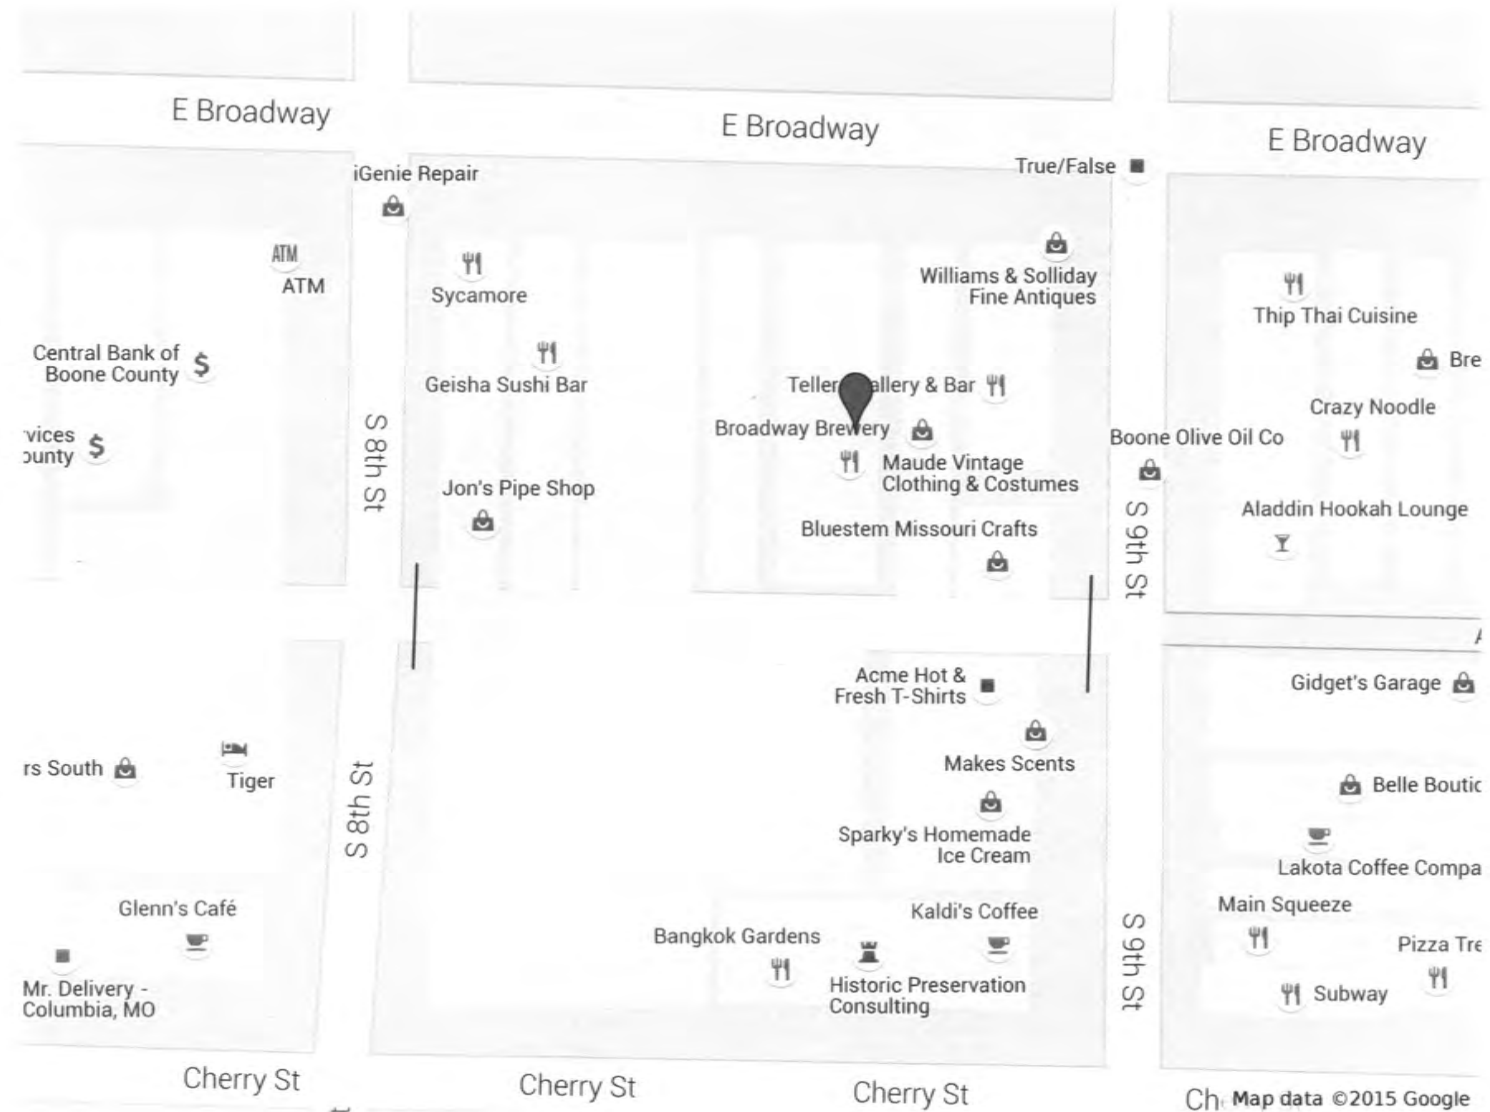 E Broadway
E Broadway
E Broadway
iGenie Repair
True/False
ATM
ATM
Sycamore
Williams & Solliday
Fine Antiques
Thip Thai Cuisine
Central Bank of
Boone County
$
Geisha Sushi Bar
Bre
Crazy Noodle
Broadway Brewery
Boone Olive Oil Co
vices
ounty
$
S 8th St
Maude Vintage
Clothing & Costumes
Jon's Pipe Shop
Aladdin Hookah Lounge
Bluestem Missouri Crafts
S 9th St
Acme Hot &
Fresh T-Shirts
Gidget's Garage
Makes Scents
rs South
Tiger
Belle Boutic
S 8th St
Sparky's Homemade
Ice Cream
Lakota Coffee Compa
Glenn's Café
Main Squeeze
Kaldi's Coffee
Bangkok Gardens
Pizza Tre
S 9th St
Mr. Delivery -
Columbia, MO
Historic Preservation
Consulting
Subway
Cherry St
Cherry St
Cherry St
Che
Map data ©2015 Google